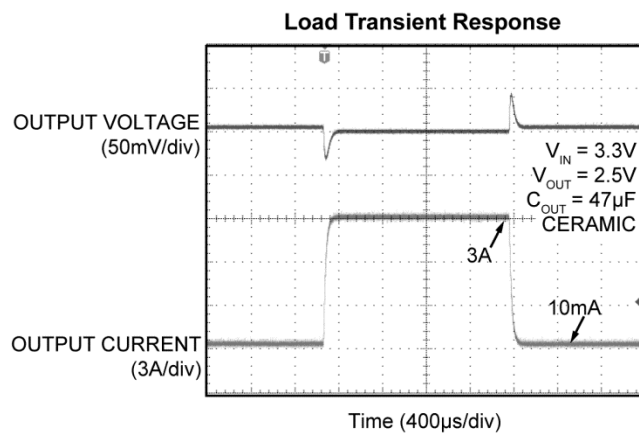 Load Transient Response
T
OUTPUT VOLTAGE
(50mV/div)
V_IN = 3.3V
V_OUT = 2.5V
C_OUT = 47µF
CERAMIC
3A
10mA
OUTPUT CURRENT
(3A/div)
Time (400µs/div)